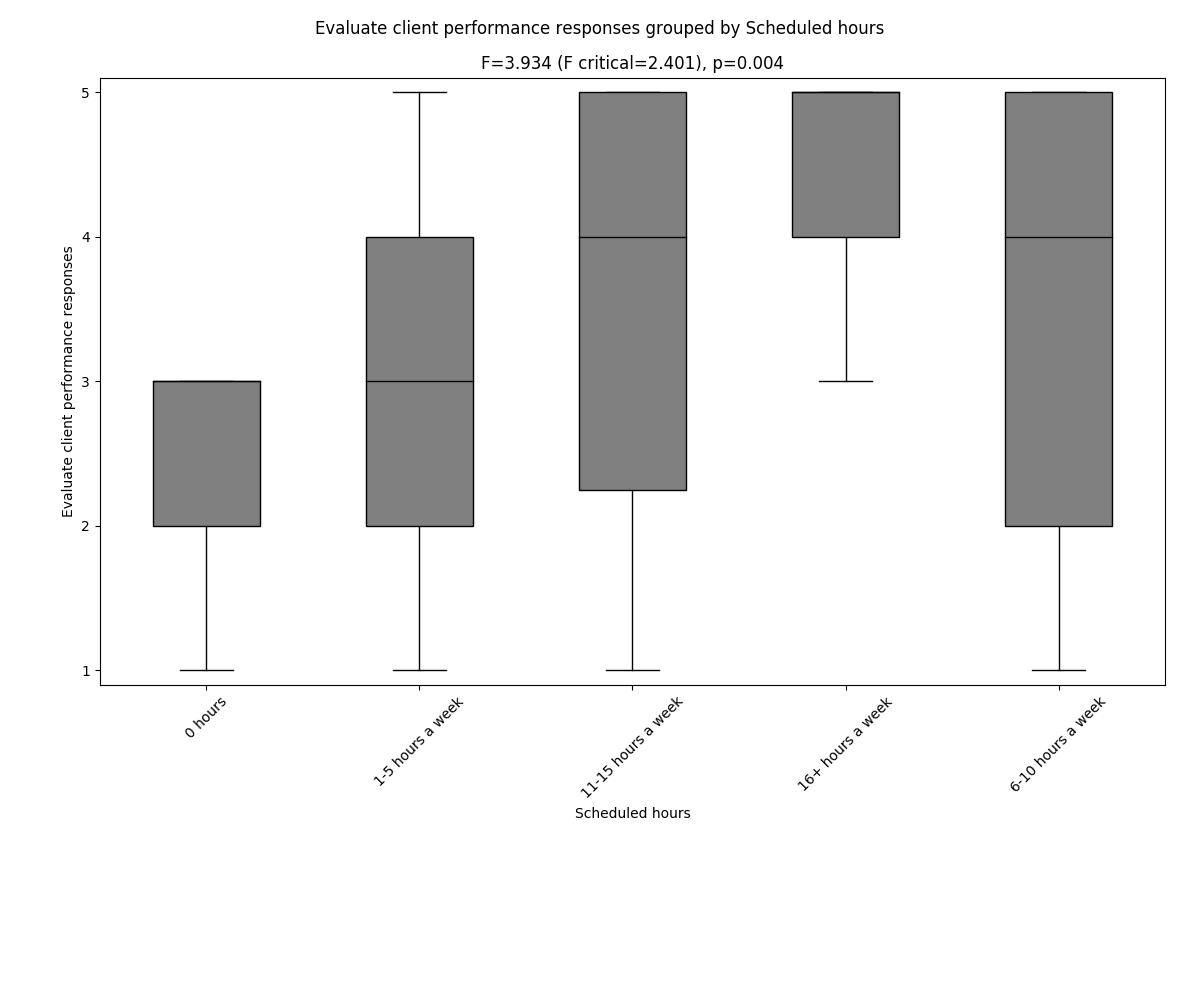 Evaluate client performance responses grouped by Scheduled hours
F=3.934 (F critical=2.401), p=0.004
Evaluate client performance responses
5
4
3
2
1
0 hours
1-5 hours a week
11-15 hours a week
16+ hours a week
6-10 hours a week
Scheduled hours